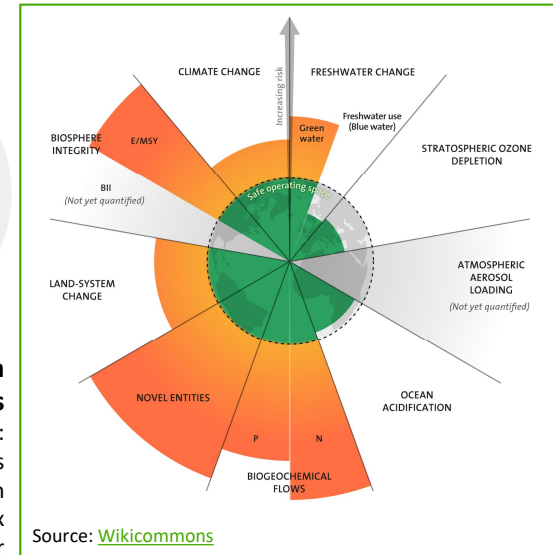 CLIMATE CHANGE
FRESHWATER CHANGE
Increasing risk
Green
water
Freshwater use
(Blue water)
STRATOSPHERIC OZONE
DEPLETION
BIOSPHERE
INTEGRITY
E/MSY
BII
(Not yet quantified)
Safe operating space
ATMOSPHERIC
AEROSOL
LOADING
(Not yet quantified)
LAND-SYSTEM
CHANGE
NOVEL ENTITIES
OCEAN
ACIDIFICATION
P
N
BIOGEOCHEMICAL
FLOWS
Source: Wikicommons